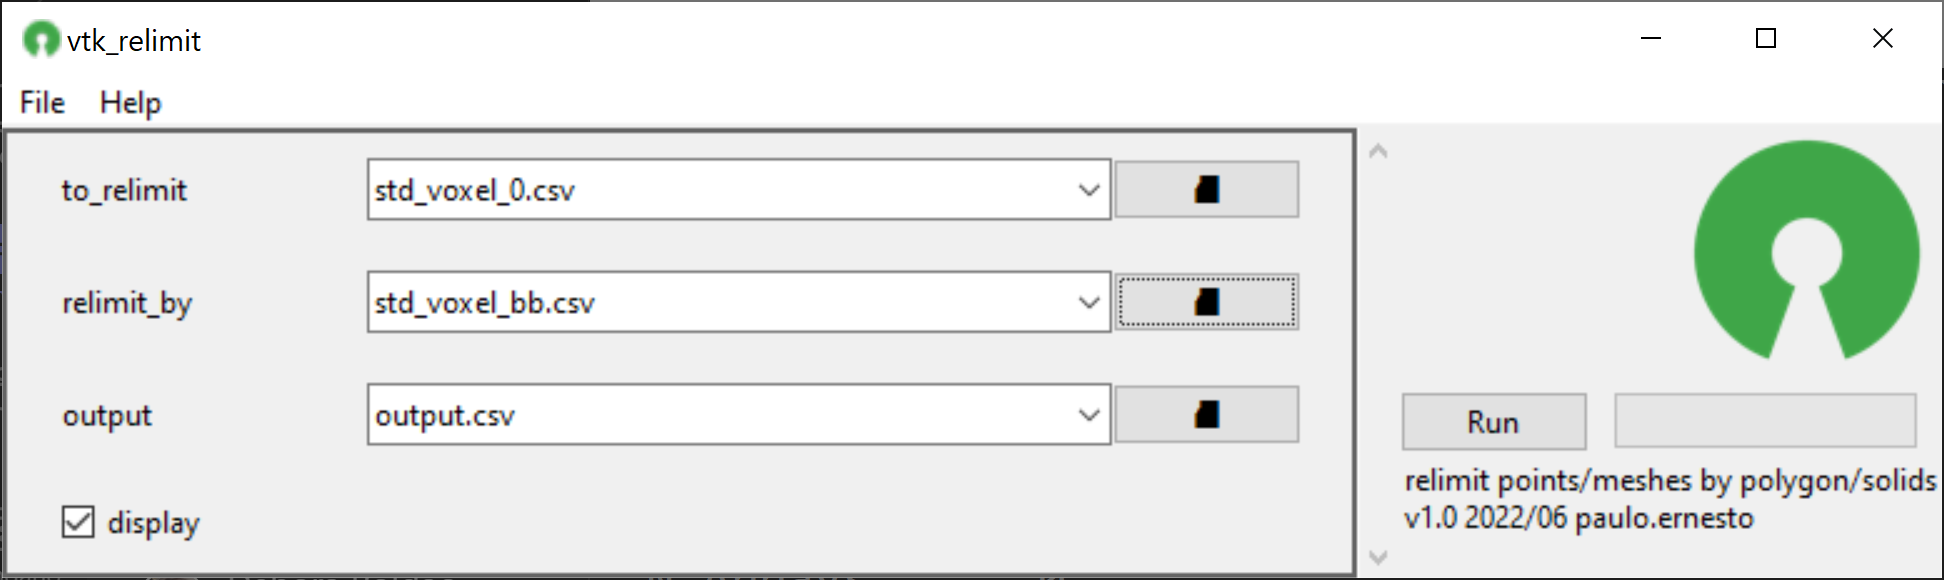 vtk_relimit
File Help
to_relimit std_voxel_0.csv
relimit_by std_voxel_bb.csv
output output.csv
display
Run
relimit points/meshes by polygon/solids
v1.0 2022/06 paulo.ernesto